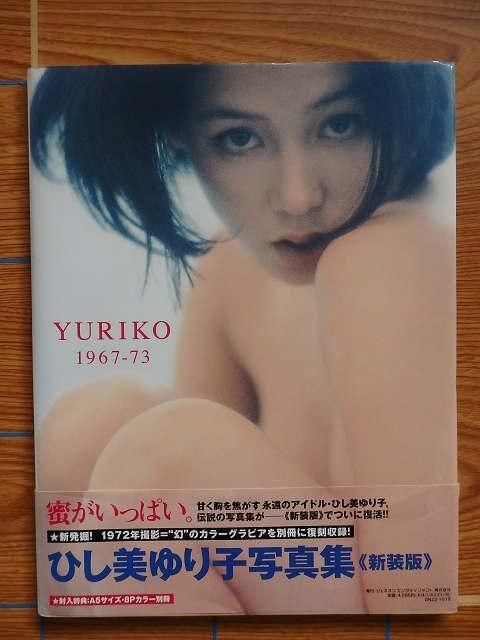 YURIKO
1967-73
蜜がいっぱい。
甘く胸を焦がす永遠のアイドル・ひし美ゆり子、
伝説の写真集が――《新装版》でついに復活!!
★新発掘! 1972年撮影="幻"のカラーグラビアを別冊に復刻収録!
ひし美ゆり子写真集《新装版》
★封入特典:A5サイズ・8Pカラー別冊